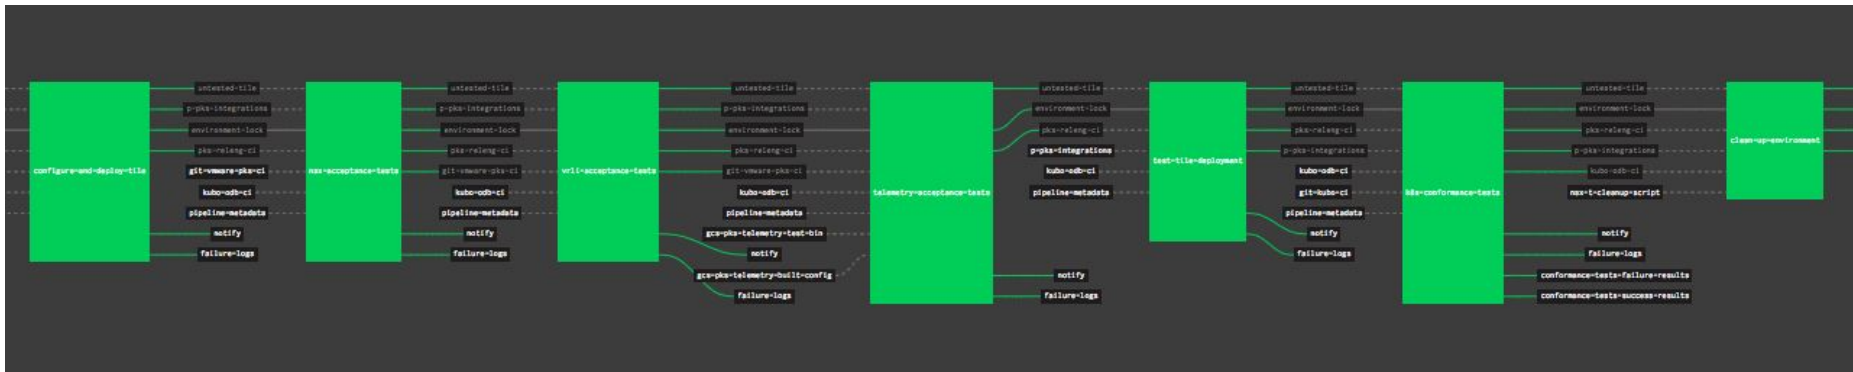 configure-and-deploy-tile
untested-tile
p-pks-integrations
environment-lock
pks-releng-ci
git-vmware-pks-ci
kubo-odb-ci
pipeline-metadata
notify
failure-logs
nsx-acceptance-tests
untested-tile
p-pks-integrations
environment-lock
pks-releng-ci
git-vmware-pks-ci
kubo-odb-ci
pipeline-metadata
notify
failure-logs
vrli-acceptance-tests
untested-tile
p-pks-integrations
environment-lock
pks-releng-ci
git-vmware-pks-ci
kubo-odb-ci
pipeline-metadata
gcs-pks-telemetry-test-bin
notify
gcs-pks-telemetry-built-config
failure-logs
telemetry-acceptance-tests
untested-tile
environment-lock
pks-releng-ci
p-pks-integrations
kubo-odb-ci
pipeline-metadata
notify
failure-logs
test-tile-deployment
untested-tile
environment-lock
pks-releng-ci
p-pks-integrations
kubo-odb-ci
git-kubo-ci
pipeline-metadata
notify
failure-logs
k8s-conformance-tests
untested-tile
environment-lock
pks-releng-ci
p-pks-integrations
kubo-odb-ci
nsx-t-cleanup-script
notify
failure-logs
conformance-tests-failure-results
conformance-tests-success-results
clean-up-environment